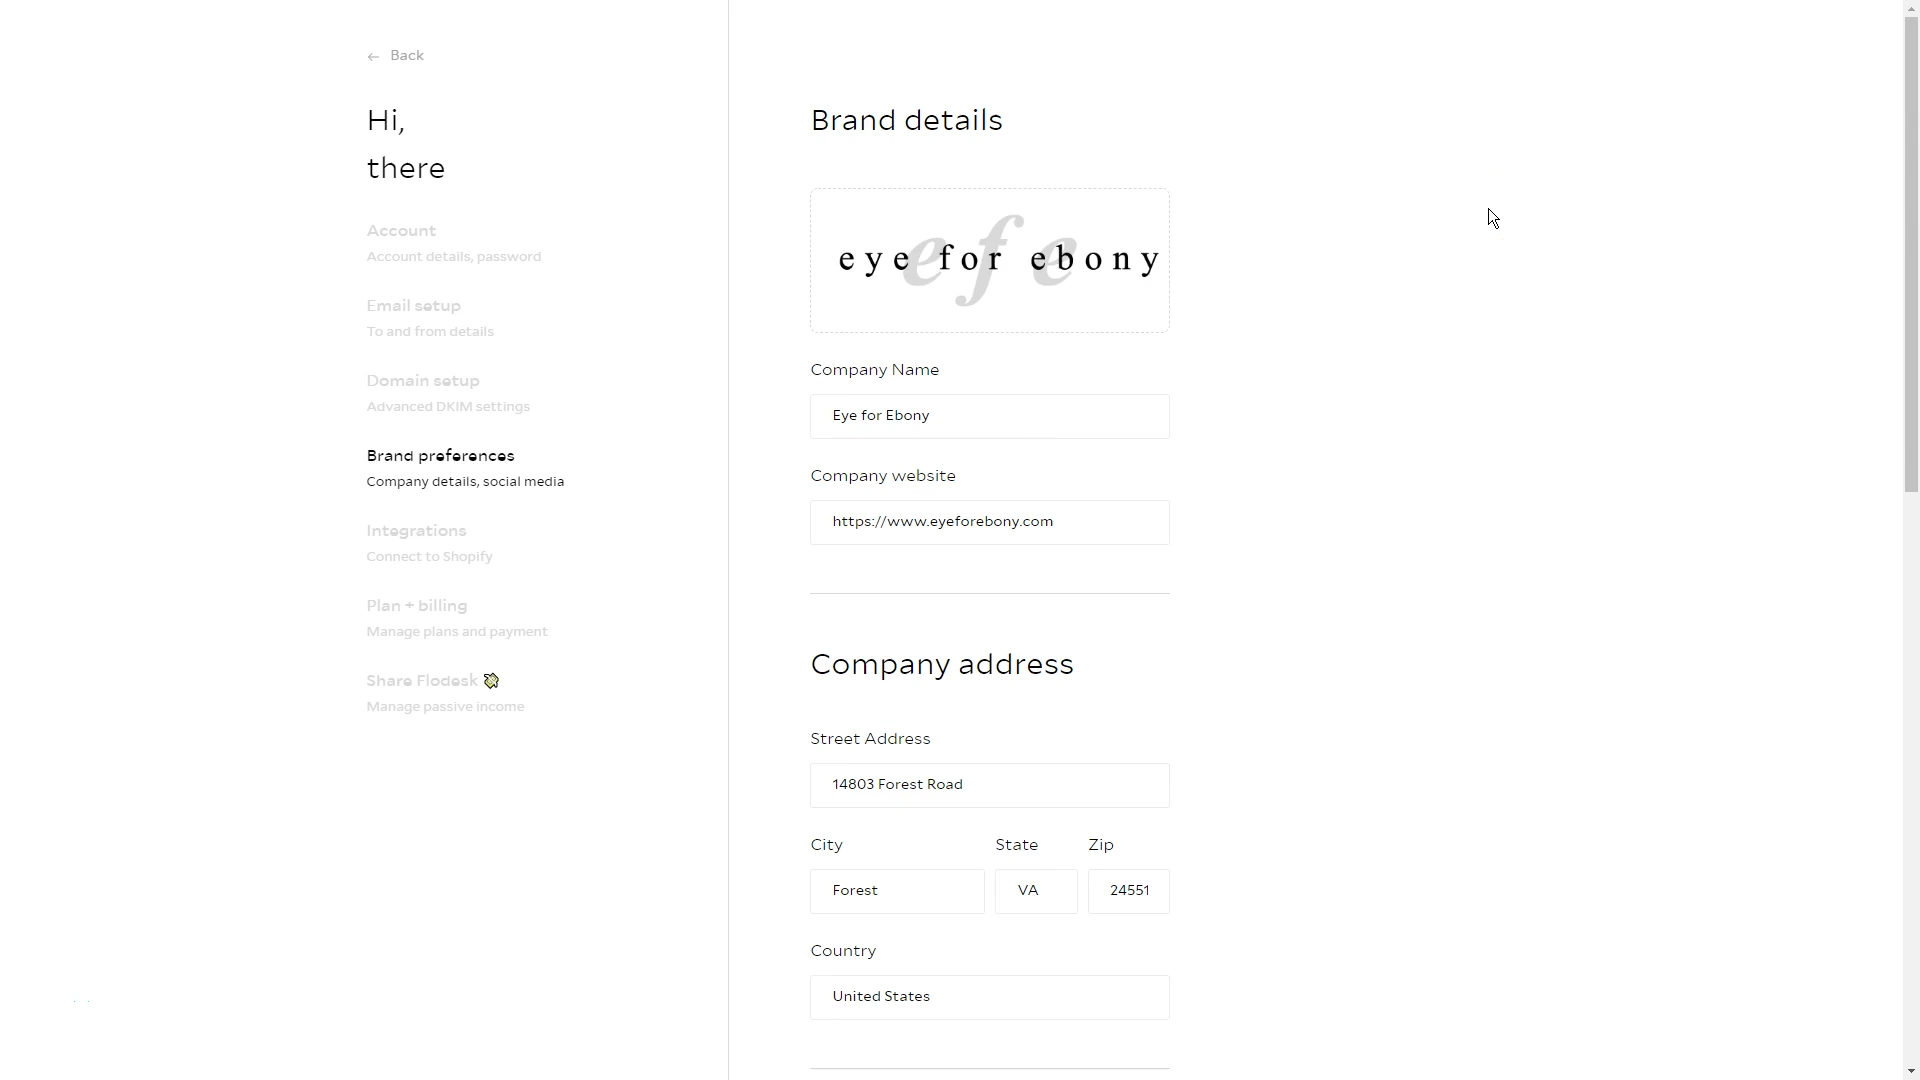 ← Back
Hi,
there
Account
Account details, password
Email setup
To and from details
Domain setup
Advanced DKIM settings
Brand preferences
Company details, social media
Integrations
Connect to Shopify
Plan + billing
Manage plans and payment
Share Flodesk
Manage passive income
Brand details
efe
eye for ebony
Company Name
Eye for Ebony
Company website
https://www.eyeforebony.com
Company address
Street Address
14803 Forest Road
City State Zip
Forest VA 24551
Country
United States